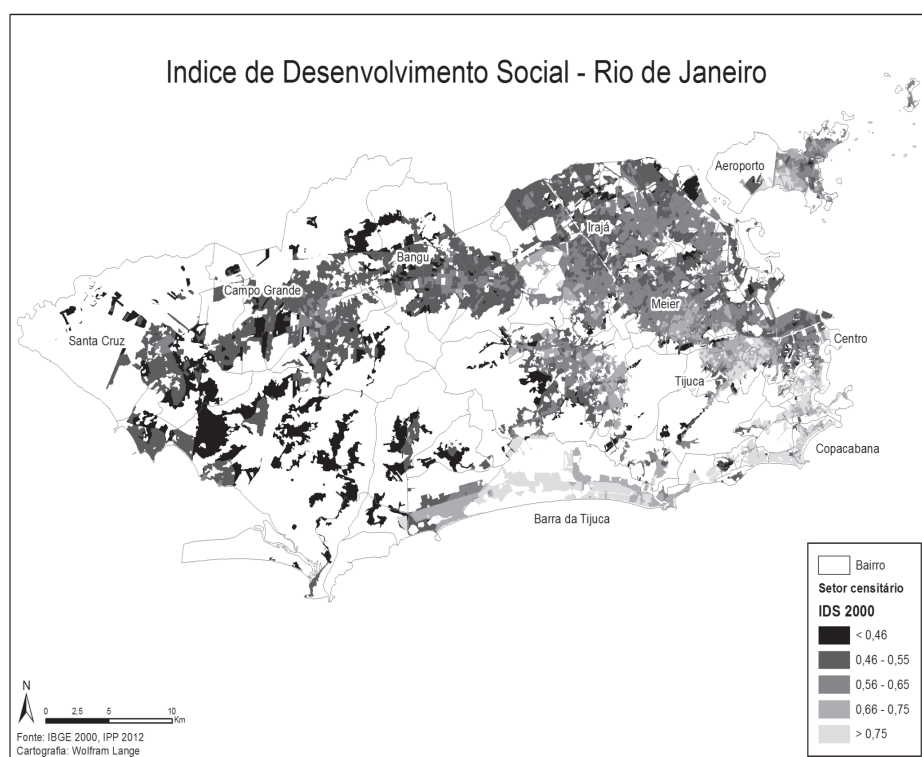 Indice de Desenvolvimento Social - Rio de Janeiro
Aeroporto
Irajá
Bangu
Campo Grande
Meier
Santa Cruz
Centro
Tijuca
Copacabana
Barra da Tijuca
Bairro
Setor censitário
IDS 2000
< 0,46
0,46 - 0,55
0,56 - 0,65
0,66 - 0,75
> 0,75
N
0 2,5 5 10
Km
Fonte: IBGE 2000, IPP 2012
Cartografia: Wolfram Lange